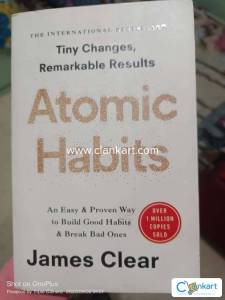 THE INTERNATIONAL
Tiny Changes,
Remarkable Results
Atomic
www.clankart.com
Habits
An Easy & Proven Way
to Build Good Habits
& Break Bad Ones
OVER
1 MILLION
COPIES
SOLD
James Clear
Shot on OnePlus
Clankart